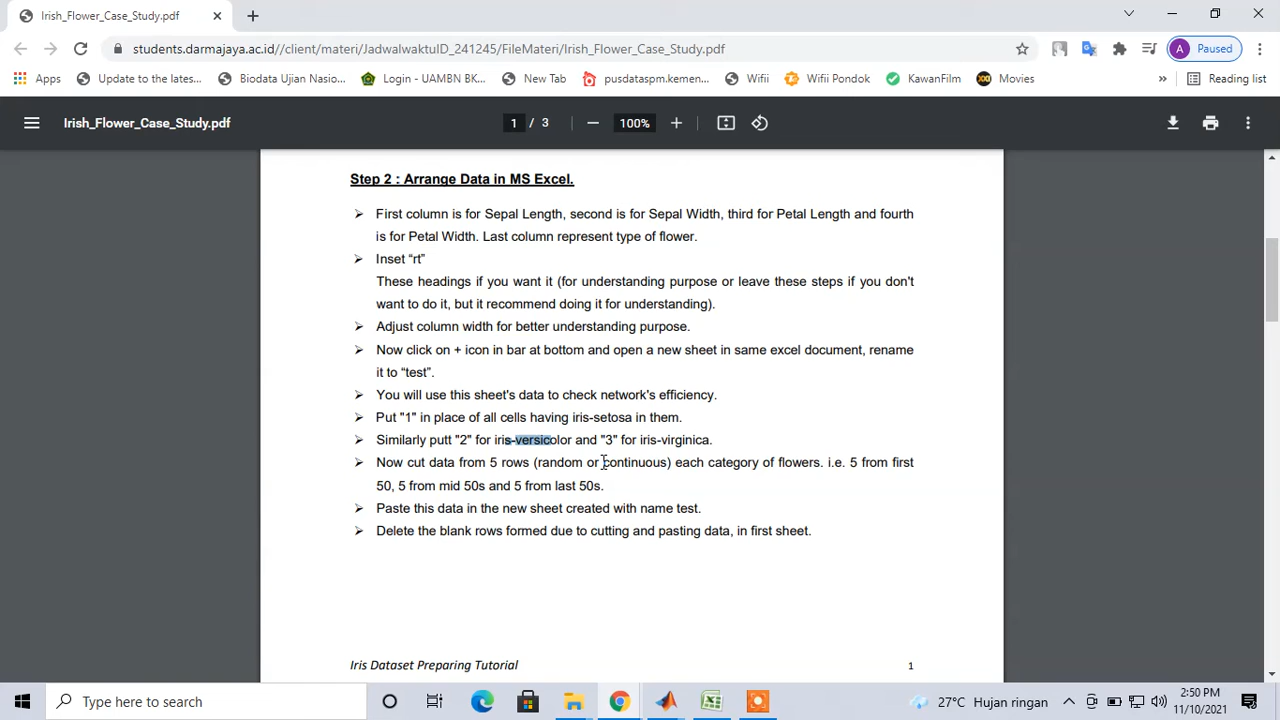 Irish_Flower_Case_Study.pdf
students.darmajaya.ac.id//client/materi/JadwalwaktuID_241245/FileMateri/Irish_Flower_Case_Study.pdf
A Paused
Apps Update to the lates... Biodata Ujian Nasio... Login - UAMBN BK... New Tab pusdataspm.kemen... Wifii Wifii Pondok KawanFilm Movies » Reading list
Irish_Flower_Case_Study.pdf 1 / 3 100%
Step 2 : Arrange Data in MS Excel.
First column is for Sepal Length, second is for Sepal Width, third for Petal Length and fourth
is for Petal Width. Last column represent type of flower.
Inset “rt”
These headings if you want it (for understanding purpose or leave these steps if you don't
want to do it, but it recommend doing it for understanding).
Adjust column width for better understanding purpose.
Now click on + icon in bar at bottom and open a new sheet in same excel document, rename
it to “test”.
You will use this sheet's data to check network's efficiency.
Put "1" in place of all cells having iris-setosa in them.
Similarly putt "2" for iris-versicolor and "3" for iris-virginica.
Now cut data from 5 rows (random or continuous) each category of flowers. i.e. 5 from first
50, 5 from mid 50s and 5 from last 50s.
Paste this data in the new sheet created with name test.
Delete the blank rows formed due to cutting and pasting data, in first sheet.
Iris Dataset Preparing Tutorial 1
Type here to search
27°C Hujan ringan
2:50 PM
11/10/2021